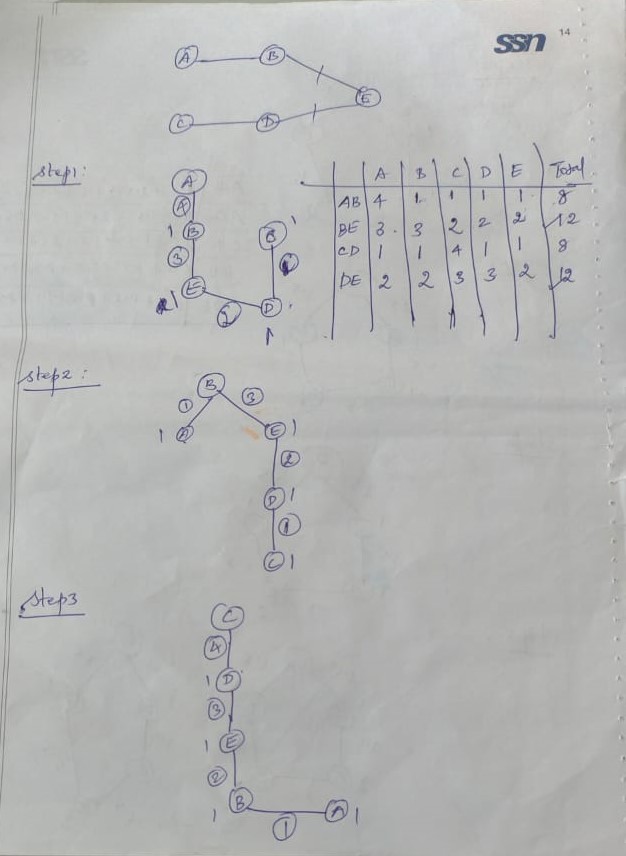 ssn 14
A B
E
C D
Step1:
A B C D E Total
AB 4 1 1 1 1 8
BE 3 3 2 2 2 12
CD 1 1 4 1 1 8
DE 2 2 3 3 2 12
A
4
1 B B 1
3
E D
2
1
Step2:
B
1 3
1 A E 1
2
D 1
1
C 1
Step3
C
4
1 D
3
1 E
2
1 B A 1
1